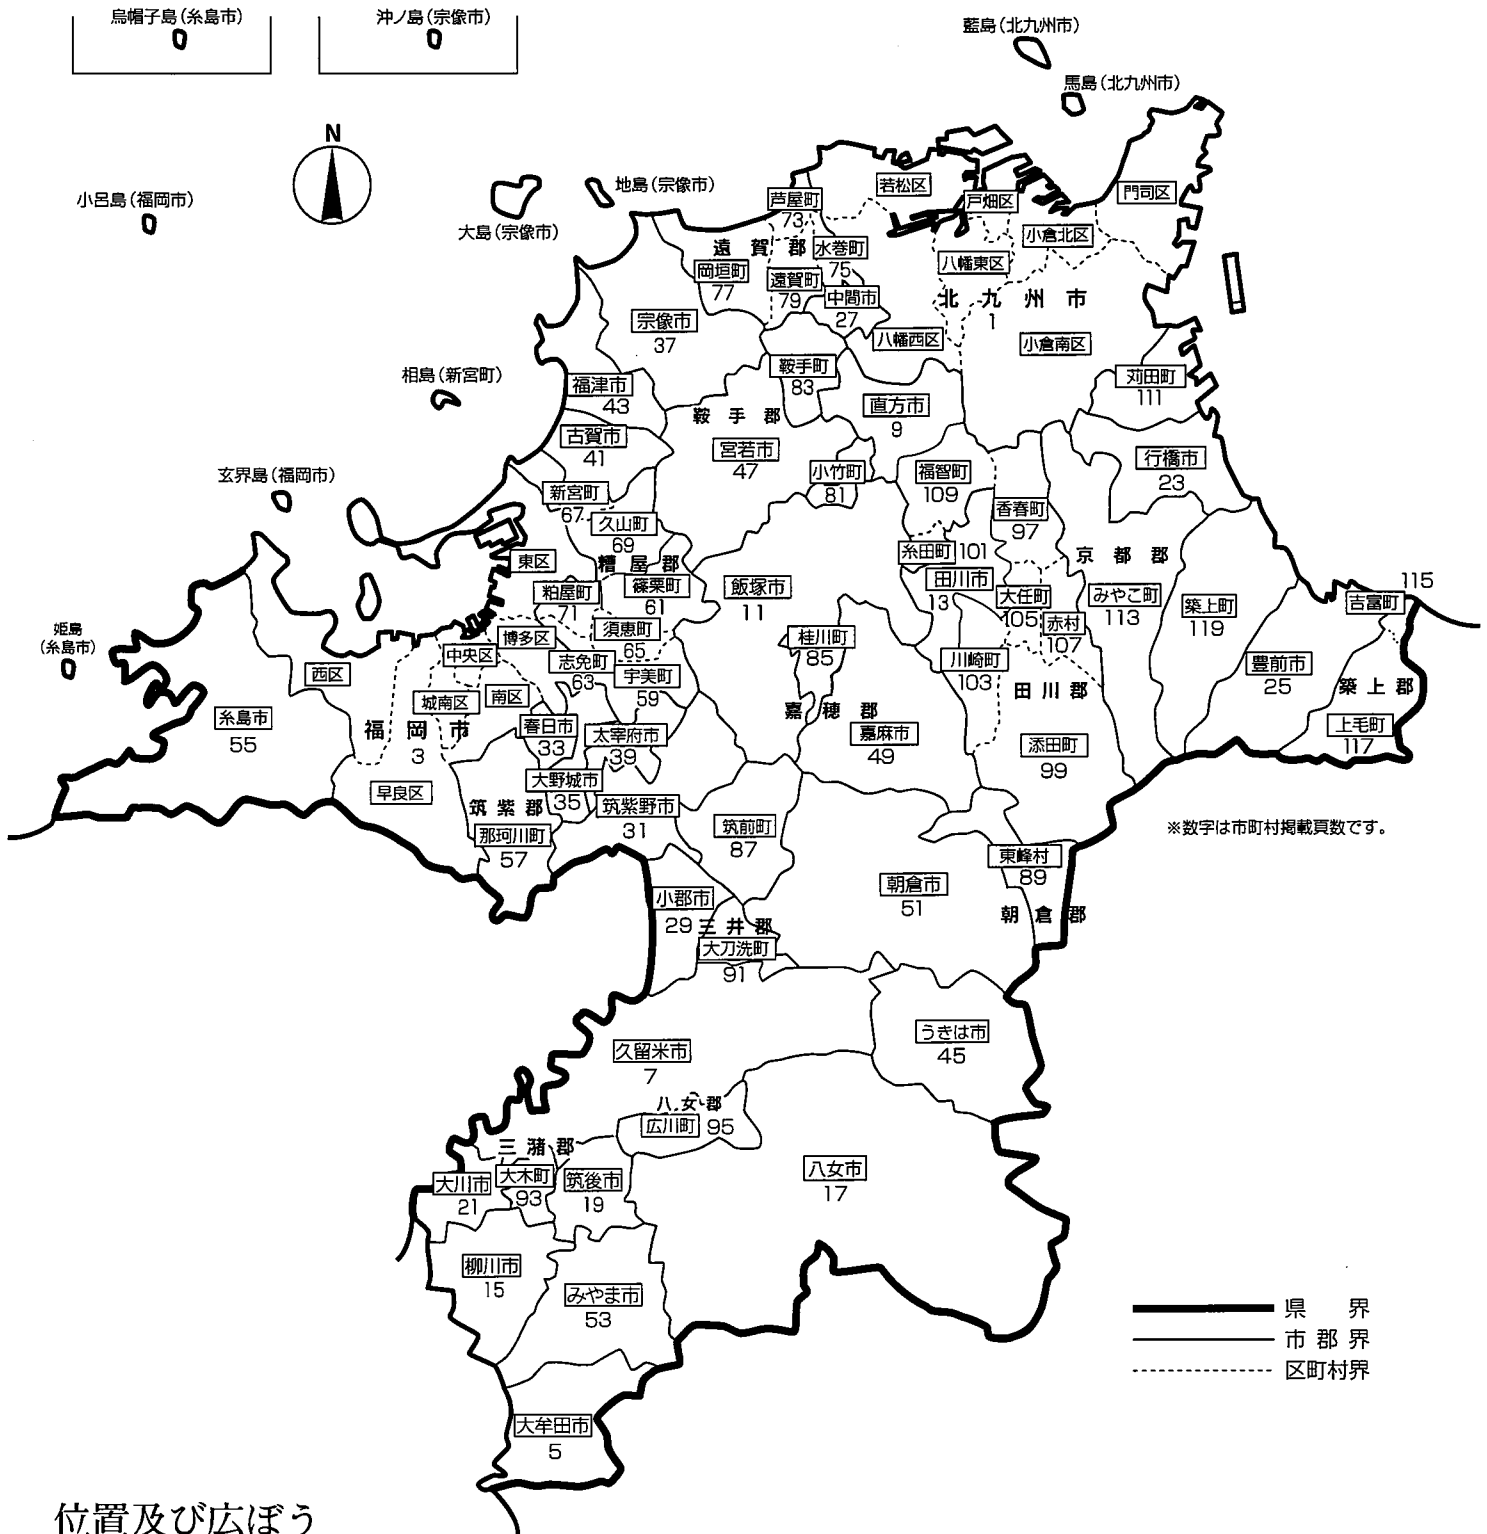 烏帽子島(糸島市)
沖ノ島(宗像市)
藍島(北九州市)
馬島(北九州市)
N
小呂島(福岡市)
地島(宗像市)
大島(宗像市)
芦屋町
73
若松区
戸畑区
門司区
小倉北区
遠賀郡
水巻町
75
岡垣町
77
遠賀町
79
中間市
27
八幡東区
北九州市
1
宗像市
37
八幡西区
小倉南区
相島(新宮町)
福津市
43
鞍手町
83
苅田町
111
鞍手郡
直方市
9
古賀市
41
宮若市
47
小竹町
81
福智町
109
行橋市
23
玄界島(福岡市)
新宮町
67
久山町
69
香春町
97
東区
糟屋郡
糸田町 101
京都郡
粕屋町
71
篠栗町
61
飯塚市
11
田川市
13
大任町
105
みやこ町
113
築上町
119
115
吉富町
姫島
(糸島市)
博多区
須恵町
65
桂川町
85
赤村
107
中央区
志免町
63
宇美町
59
川崎町
103
豊前市
25
西区
城南区
南区
田川郡
築上郡
糸島市
55
福岡市
3
春日市
33
太宰府市
39
嘉穂郡
嘉麻市
49
添田町
99
上毛町
117
早良区
大野城市
35
筑紫郡
筑紫野市
31
那珂川町
57
筑前町
87
※数字は市町村掲載頁数です。
東峰村
89
朝倉市
51
小郡市
29
三井郡
朝倉郡
大刀洗町
91
うきは市
45
久留米市
7
八女郡
広川町 95
三潴郡
大川市
21
大木町
93
筑後市
19
八女市
17
柳川市
15
みやま市
53
県界
市郡界
区町村界
大牟田市
5
位置及び広ぼう